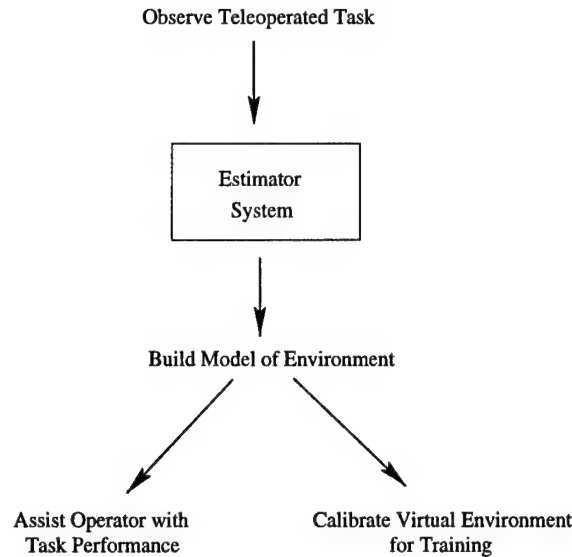 Observe Teleoperated Task
Estimator
System
Build Model of Environment
Assist Operator with
Task Performance
Calibrate Virtual Environment
for Training